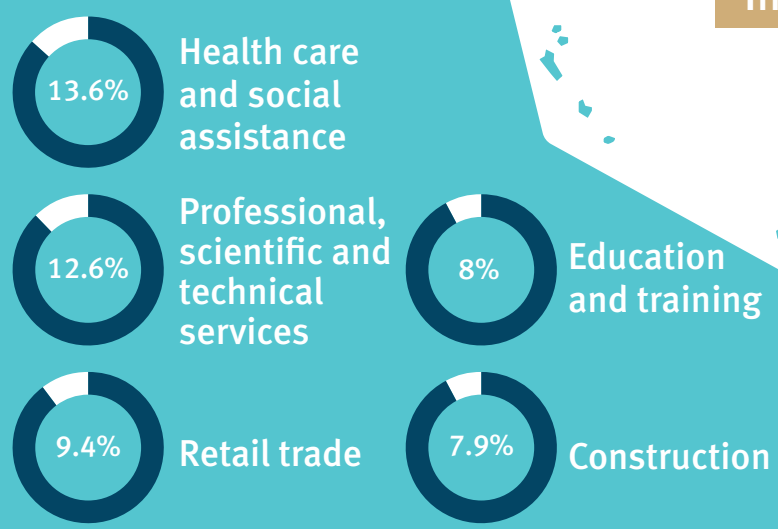 13.6%
Health care
and social
assistance
12.6%
Professional,
scientific and
technical
services
9.4%
Retail trade
8%
Education
and training
7.9%
Construction